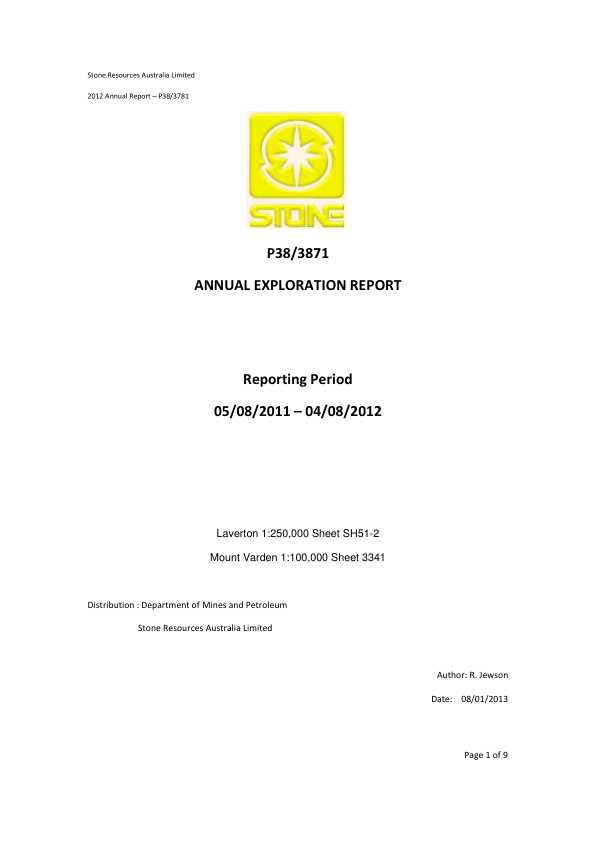 Stone Resources Australia Limited
2012 Annual Report – P38/3781
STONE
P38/3871
ANNUAL EXPLORATION REPORT
Reporting Period
05/08/2011 – 04/08/2012
Laverton 1:250,000 Sheet SH51-2
Mount Varden 1:100,000 Sheet 3341
Distribution : Department of Mines and Petroleum
Stone Resources Australia Limited
Author: R. Jewson
Date: 08/01/2013
Page 1 of 9